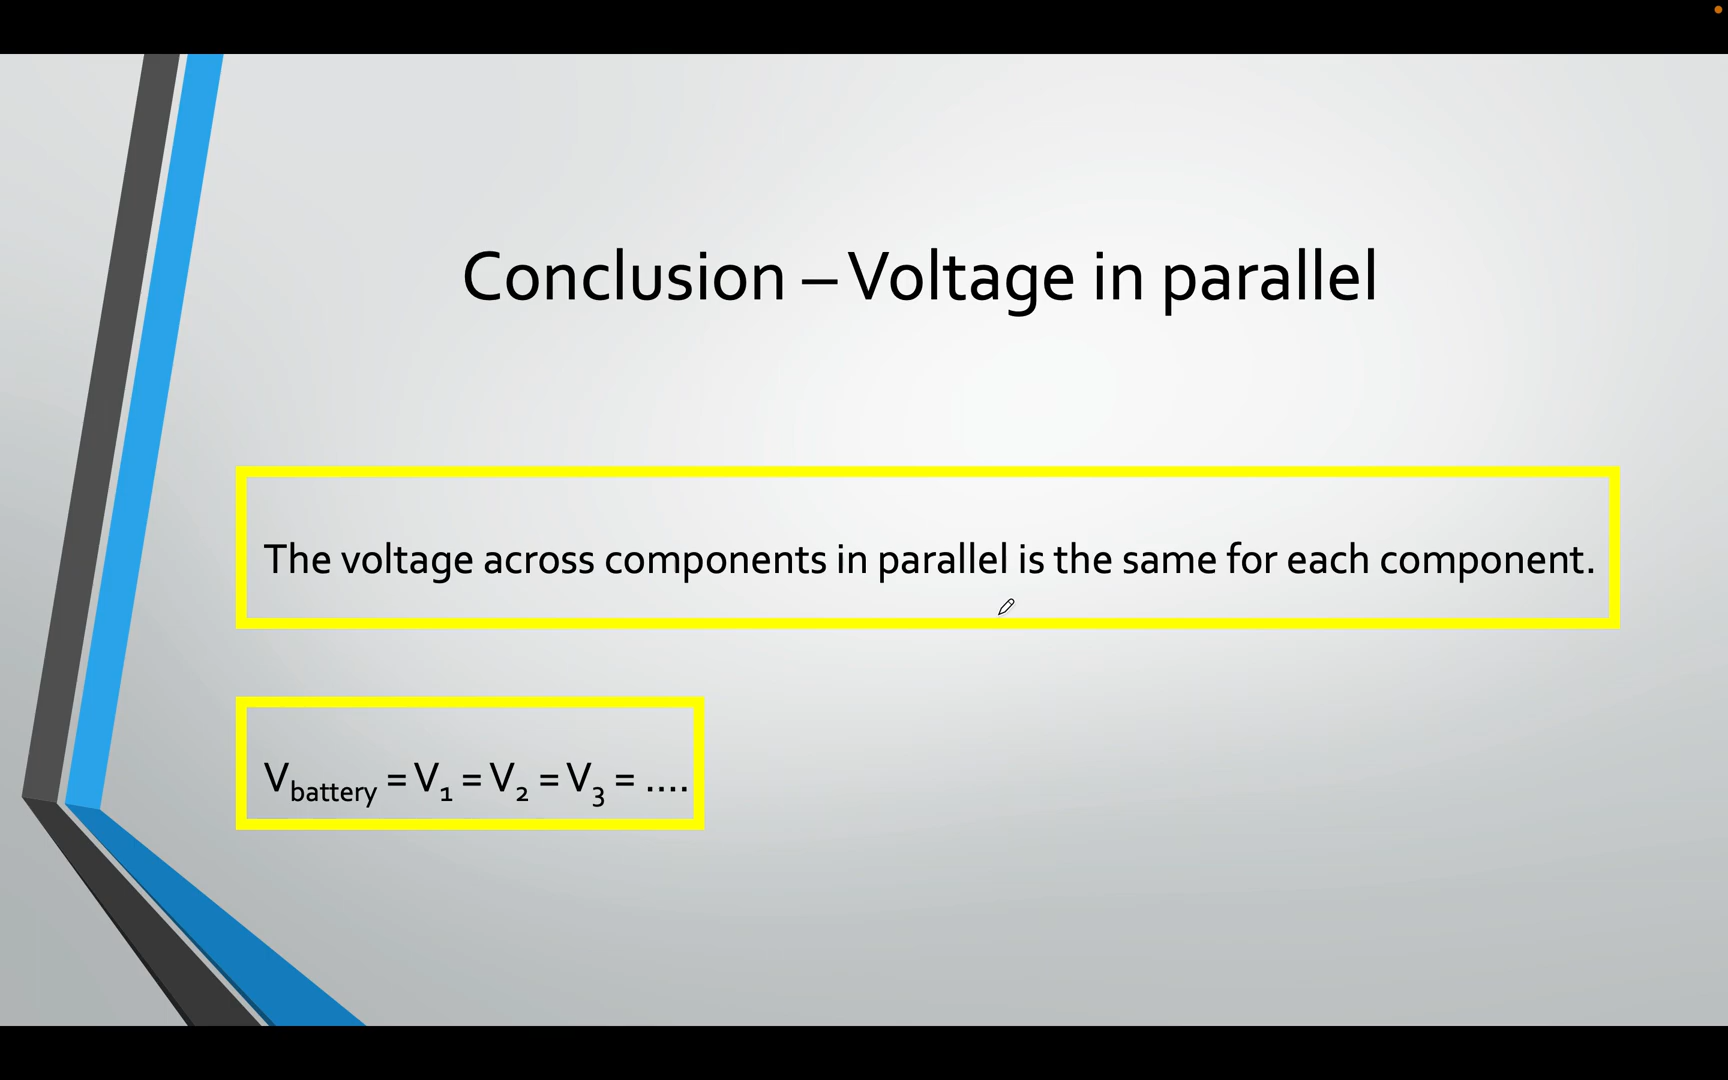 Conclusion – Voltage in parallel
The voltage across components in parallel is the same for each component.
V_battery = V₁ = V₂ = V₃ = ....